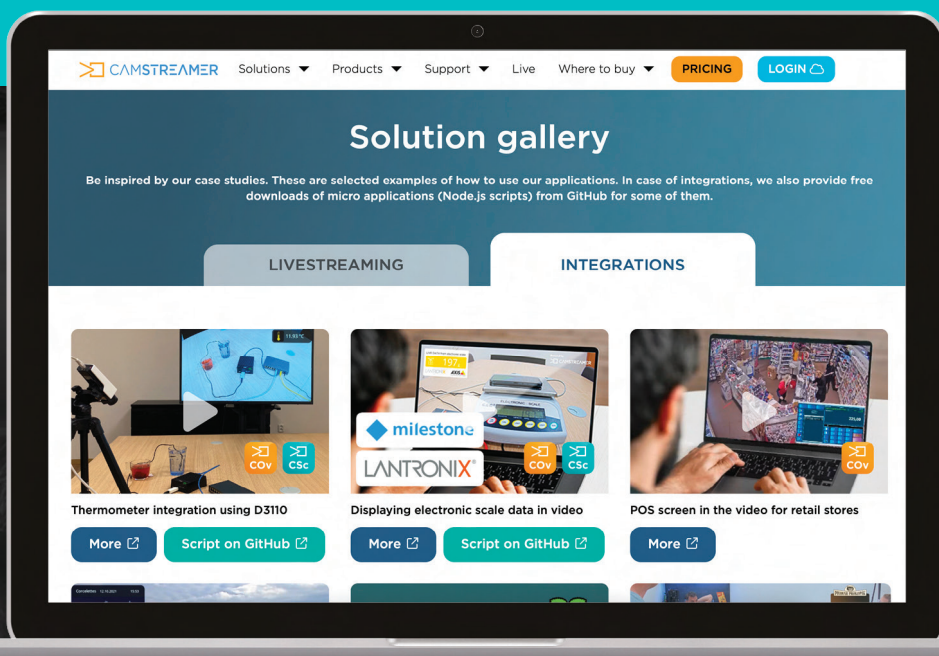 CAMSTREAMER
Solutions Products Support Live Where to buy PRICING LOGIN
Solution gallery
Be inspired by our case studies. These are selected examples of how to use our applications. In case of integrations, we also provide free
downloads of micro applications (Node.js scripts) from GitHub for some of them.
LIVESTREAMING INTEGRATIONS
11.93 °C
197,
AXIS
milestone
LANTRONIX®
COv CSc
COv CSc
COv
Thermometer integration using D3110
Displaying electronic scale data in video
POS screen in the video for retail stores
More Script on GitHub
More Script on GitHub
More